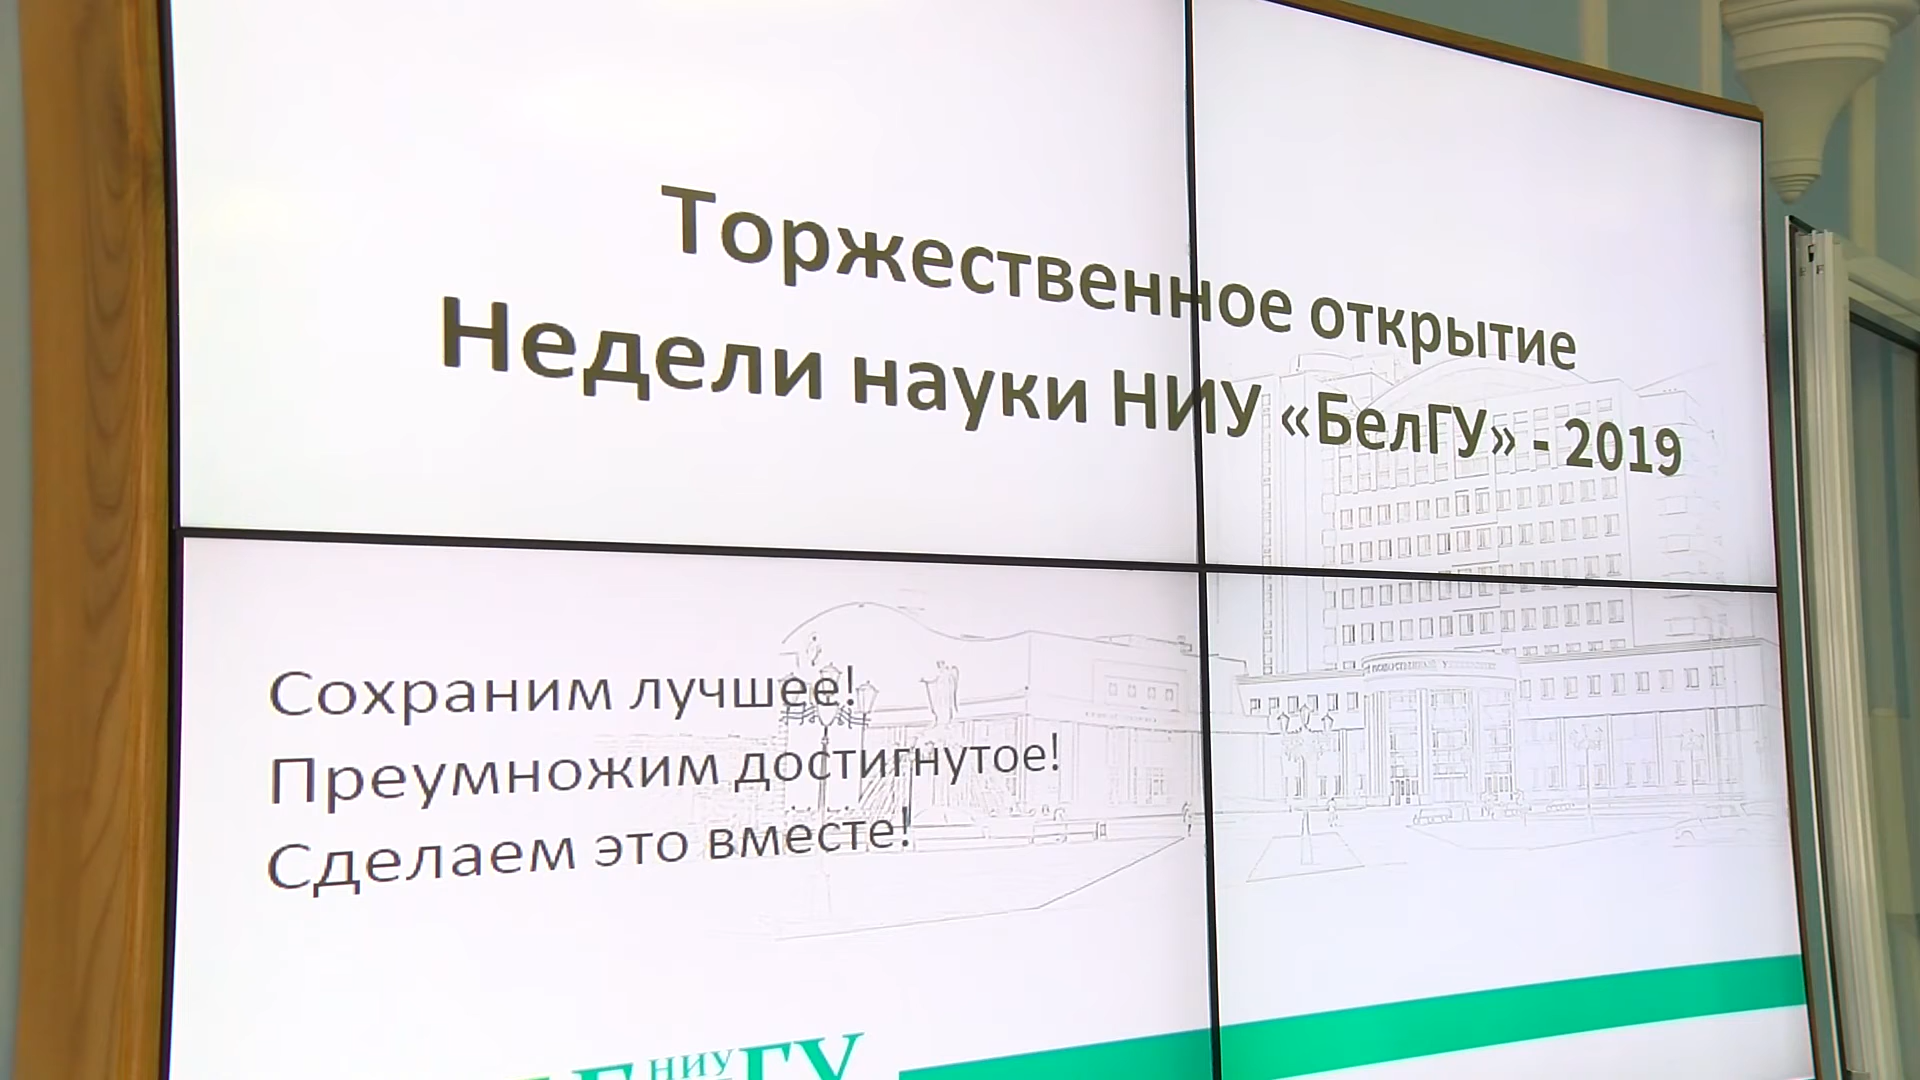 Торжественное открытие
Недели науки НИУ «БелГУ» - 2019
Сохраним лучшее!
Преумножим достигнутое!
Сделаем это вместе!
НИУ